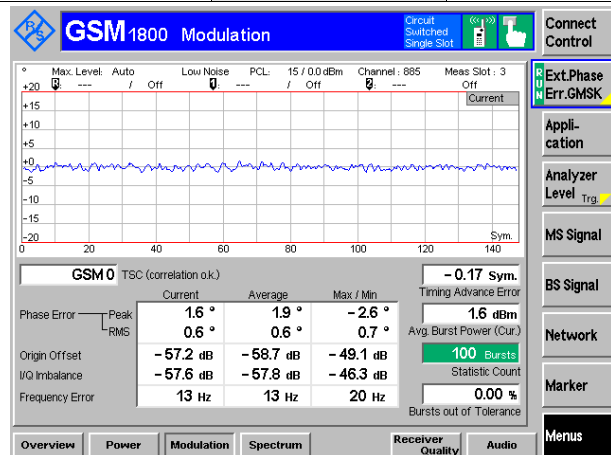 R&S GSM 1800 Modulation Circuit Switched Single Slot Connect Control
° Max. Level: Auto Low Noise PCL: 15 / 0.0 dBm Channel : 885 Meas Slot : 3
R: --- / Off 1: --- / Off 2: --- Off
Current
+20
+15
+10
+5
+0
-5
-10
-15
-20
0 20 40 60 80 100 120 140
Sym.
RUN Ext.Phase Err.GMSK
Appli-
cation
Analyzer
Level Trg.
MS Signal
BS Signal
Network
Marker
Menus
GSM 0 TSC (correlation o.k.) – 0.17 Sym.
Timing Advance Error
Current Average Max / Min
Phase Error Peak 1.6 ° 1.9 ° – 2.6 ° 1.6 dBm
RMS 0.6 ° 0.6 ° 0.7 ° Avg. Burst Power (Cur.)
Origin Offset – 57.2 dB – 58.7 dB – 49.1 dB 100 Bursts
I/Q Imbalance – 57.6 dB – 57.8 dB – 46.3 dB Statistic Count
Frequency Error 13 Hz 13 Hz 20 Hz 0.00 %
Bursts out of Tolerance
Overview Power Modulation Spectrum Receiver Quality Audio